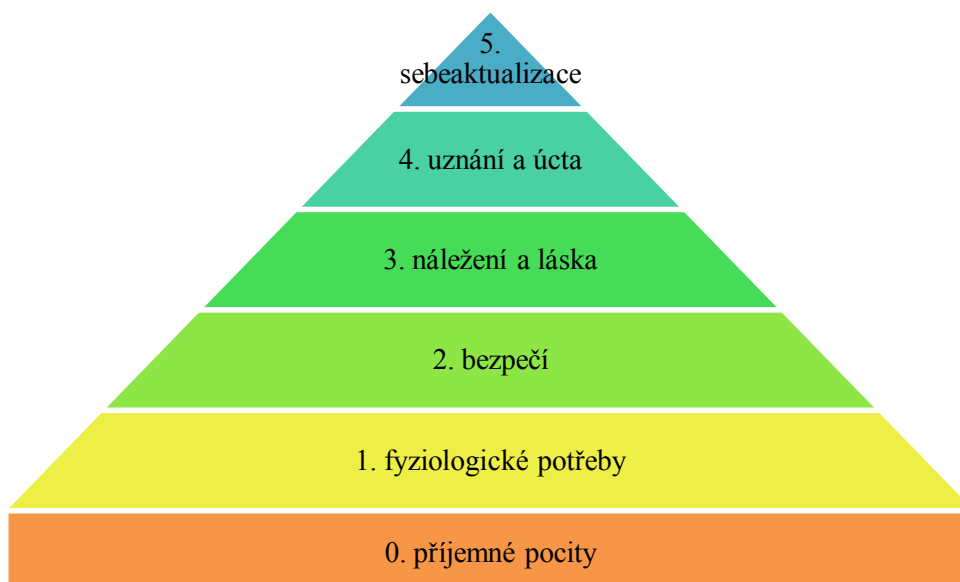 5.
sebeaktualizace
4. uznání a úcta
3. náležení a láska
2. bezpečí
1. fyziologické potřeby
0. příjemné pocity